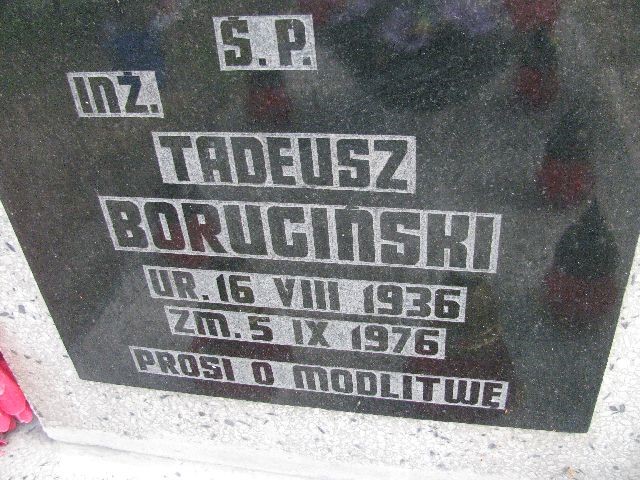 Ś.P.
INŻ.
TADEUSZ
BORUCIŃSKI
UR. 16 VIII 1936
ZM. 5 IX 1976
PROSI O MODLITWĘ